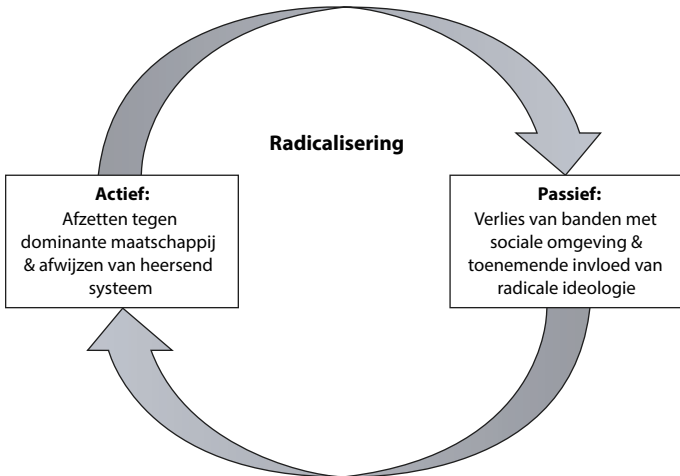 Radicalisering
Actief:
Afzetten tegen
dominante maatschappij
& afwijzen van heersend
systeem
Passief:
Verlies van banden met
sociale omgeving &
toenemende invloed van
radicale ideologie